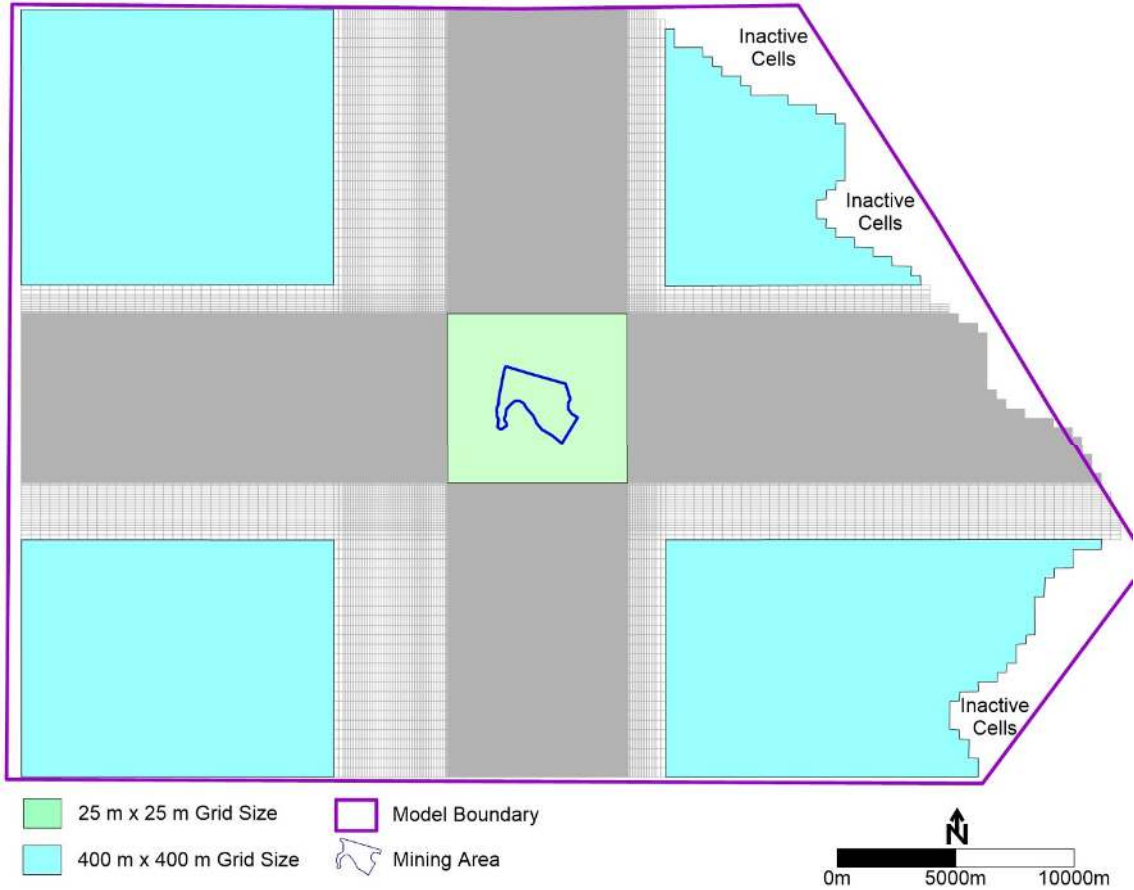 Inactive
Cells
Inactive
Cells
Inactive
Cells
25 m x 25 m Grid Size
Model Boundary
400 m x 400 m Grid Size
Mining Area
N
0m 5000m 10000m